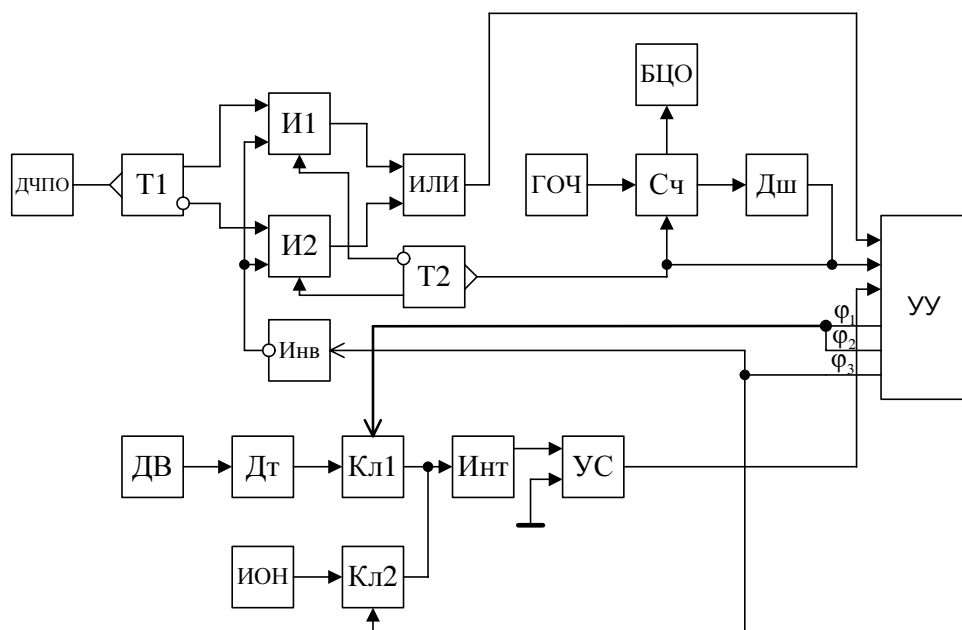 БЦО
И1
ДЧПО
Т1
ИЛИ
ГОЧ
Сч
Дш
И2
Т2
УУ
φ1
φ2
φ3
Инв
ДВ
Дт
Кл1
Инт
УС
ИОН
Кл2